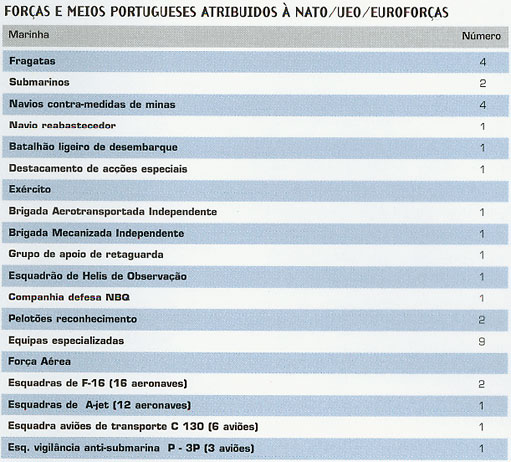 FORÇAS E MEIOS PORTUGUESES ATRIBUIDOS À NATO/UEO/EUROFORÇAS
Marinha Número
Fragatas 4
Submarinos 2
Navios contra-medidas de minas 4
Navio reabastecedor 1
Batalhão ligeiro de desembarque 1
Destacamento de acções especiais 1
Exército
Brigada Aerotransportada Independente 1
Brigada Mecanizada Independente 1
Grupo de apoio de retaguarda 1
Esquadrão de Helis de Observação 1
Companhia defesa NBQ 1
Pelotões reconhecimento 2
Equipas especializadas 9
Força Aérea
Esquadras de F-16 (16 aeronaves) 2
Esquadras de A-jet (12 aeronaves) 1
Esquadra aviões de transporte C 130 (6 aviões) 1
Esq. vigilância anti-submarina P - 3P (3 aviões) 1